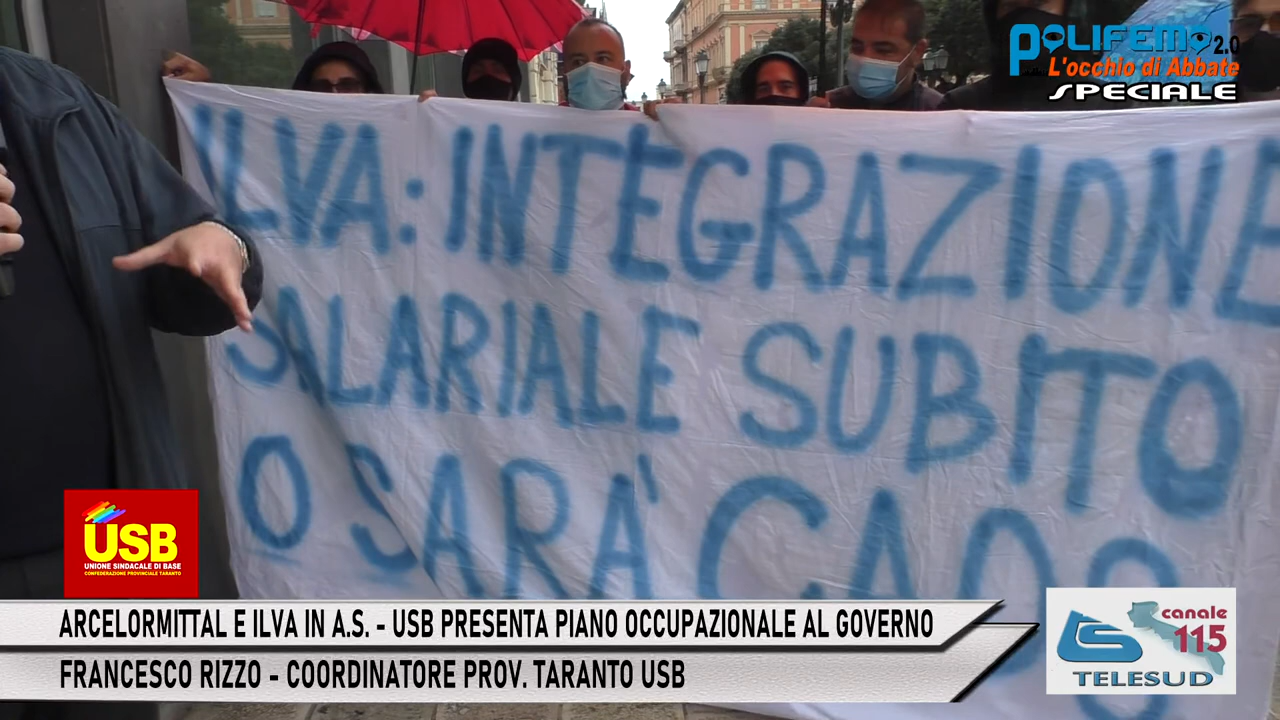 POLIFEMO 2.0
L'occhio di Abbate
SPECIALE
ILVA: INTEGRAZIONE
SALARIALE SUBITO
O SARA' CAOS
USB
UNIONE SINDACALE DI BASE
CONFEDERAZIONE PROVINCIALE TARANTO
ARCELORMITTAL E ILVA IN A.S. - USB PRESENTA PIANO OCCUPAZIONALE AL GOVERNO
FRANCESCO RIZZO - COORDINATORE PROV. TARANTO USB
canale
115
TELESUD